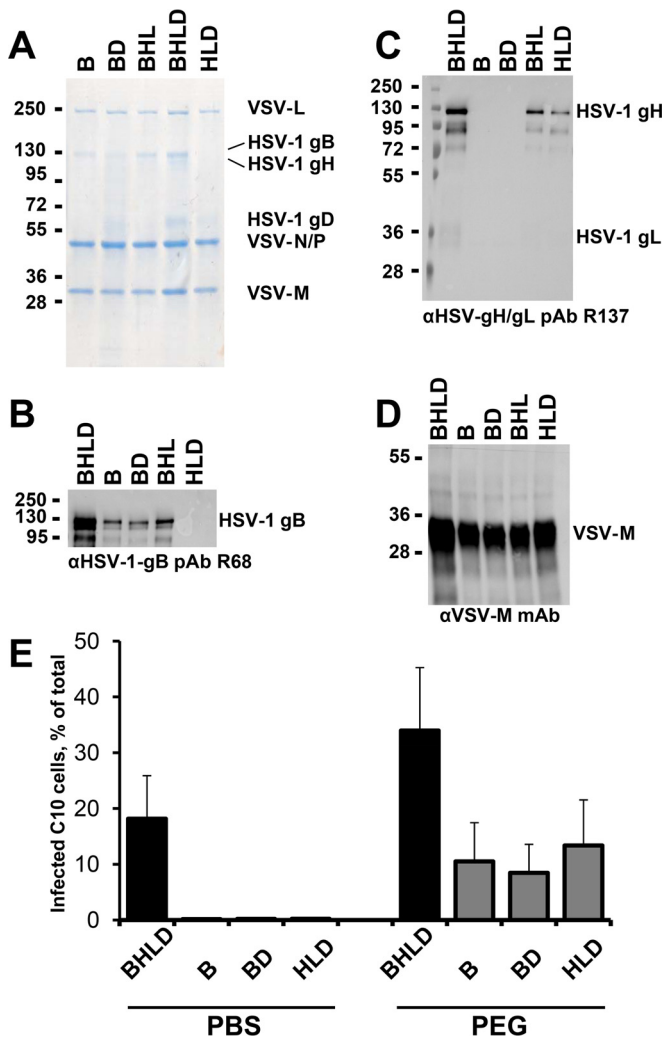 A
B
BD
BHL
BHLD
HLD
250
130
95
72
55
36
28
VSV-L
HSV-1 gB
HSV-1 gH
HSV-1 gD
VSV-N/P
VSV-M
B
BHLD
B
BD
BHL
HLD
250
130
95
HSV-1 gB
αHSV-1-gB pAb R68
C
BHLD
B
BD
BHL
HLD
250
130
95
72
55
36
28
HSV-1 gH
HSV-1 gL
αHSV-gH/gL pAb R137
D
BHLD
B
BD
BHL
HLD
55
36
28
VSV-M
αVSV-M mAb
E
Infected C10 cells, % of total
50
40
30
20
10
0
BHLD
B
BD
HLD
BHLD
B
BD
HLD
PBS
PEG